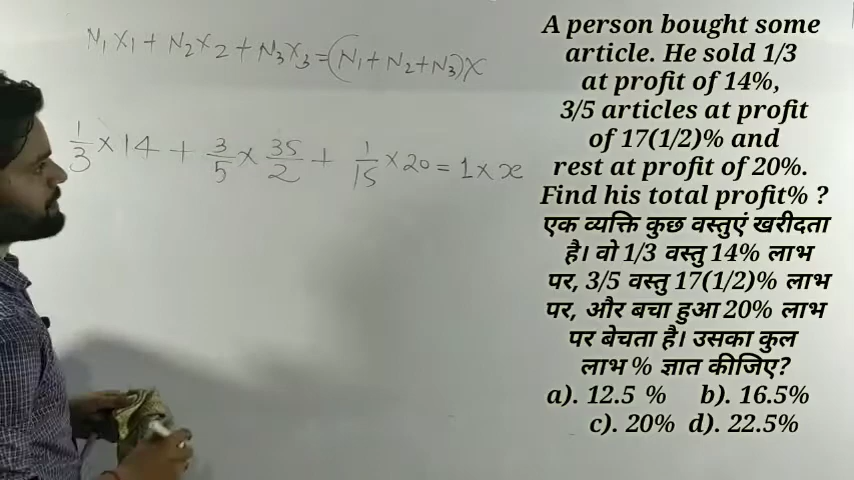 N₁X₁ + N₂X₂ + N₃X₃ = (N₁ + N₂ + N₃)X
1/3 × 14 + 3/5 × 35/2 + 1/15 × 20 = 1 × x
A person bought some
article. He sold 1/3
at profit of 14%,
3/5 articles at profit
of 17(1/2)% and
rest at profit of 20%.
Find his total profit% ?
एक व्यक्ति कुछ वस्तुएं खरीदता
है। वो 1/3 वस्तु 14% लाभ
पर, 3/5 वस्तु 17(1/2)% लाभ
पर, और बचा हुआ 20% लाभ
पर बेचता है। उसका कुल
लाभ % ज्ञात कीजिए?
a). 12.5 % b). 16.5%
c). 20% d). 22.5%